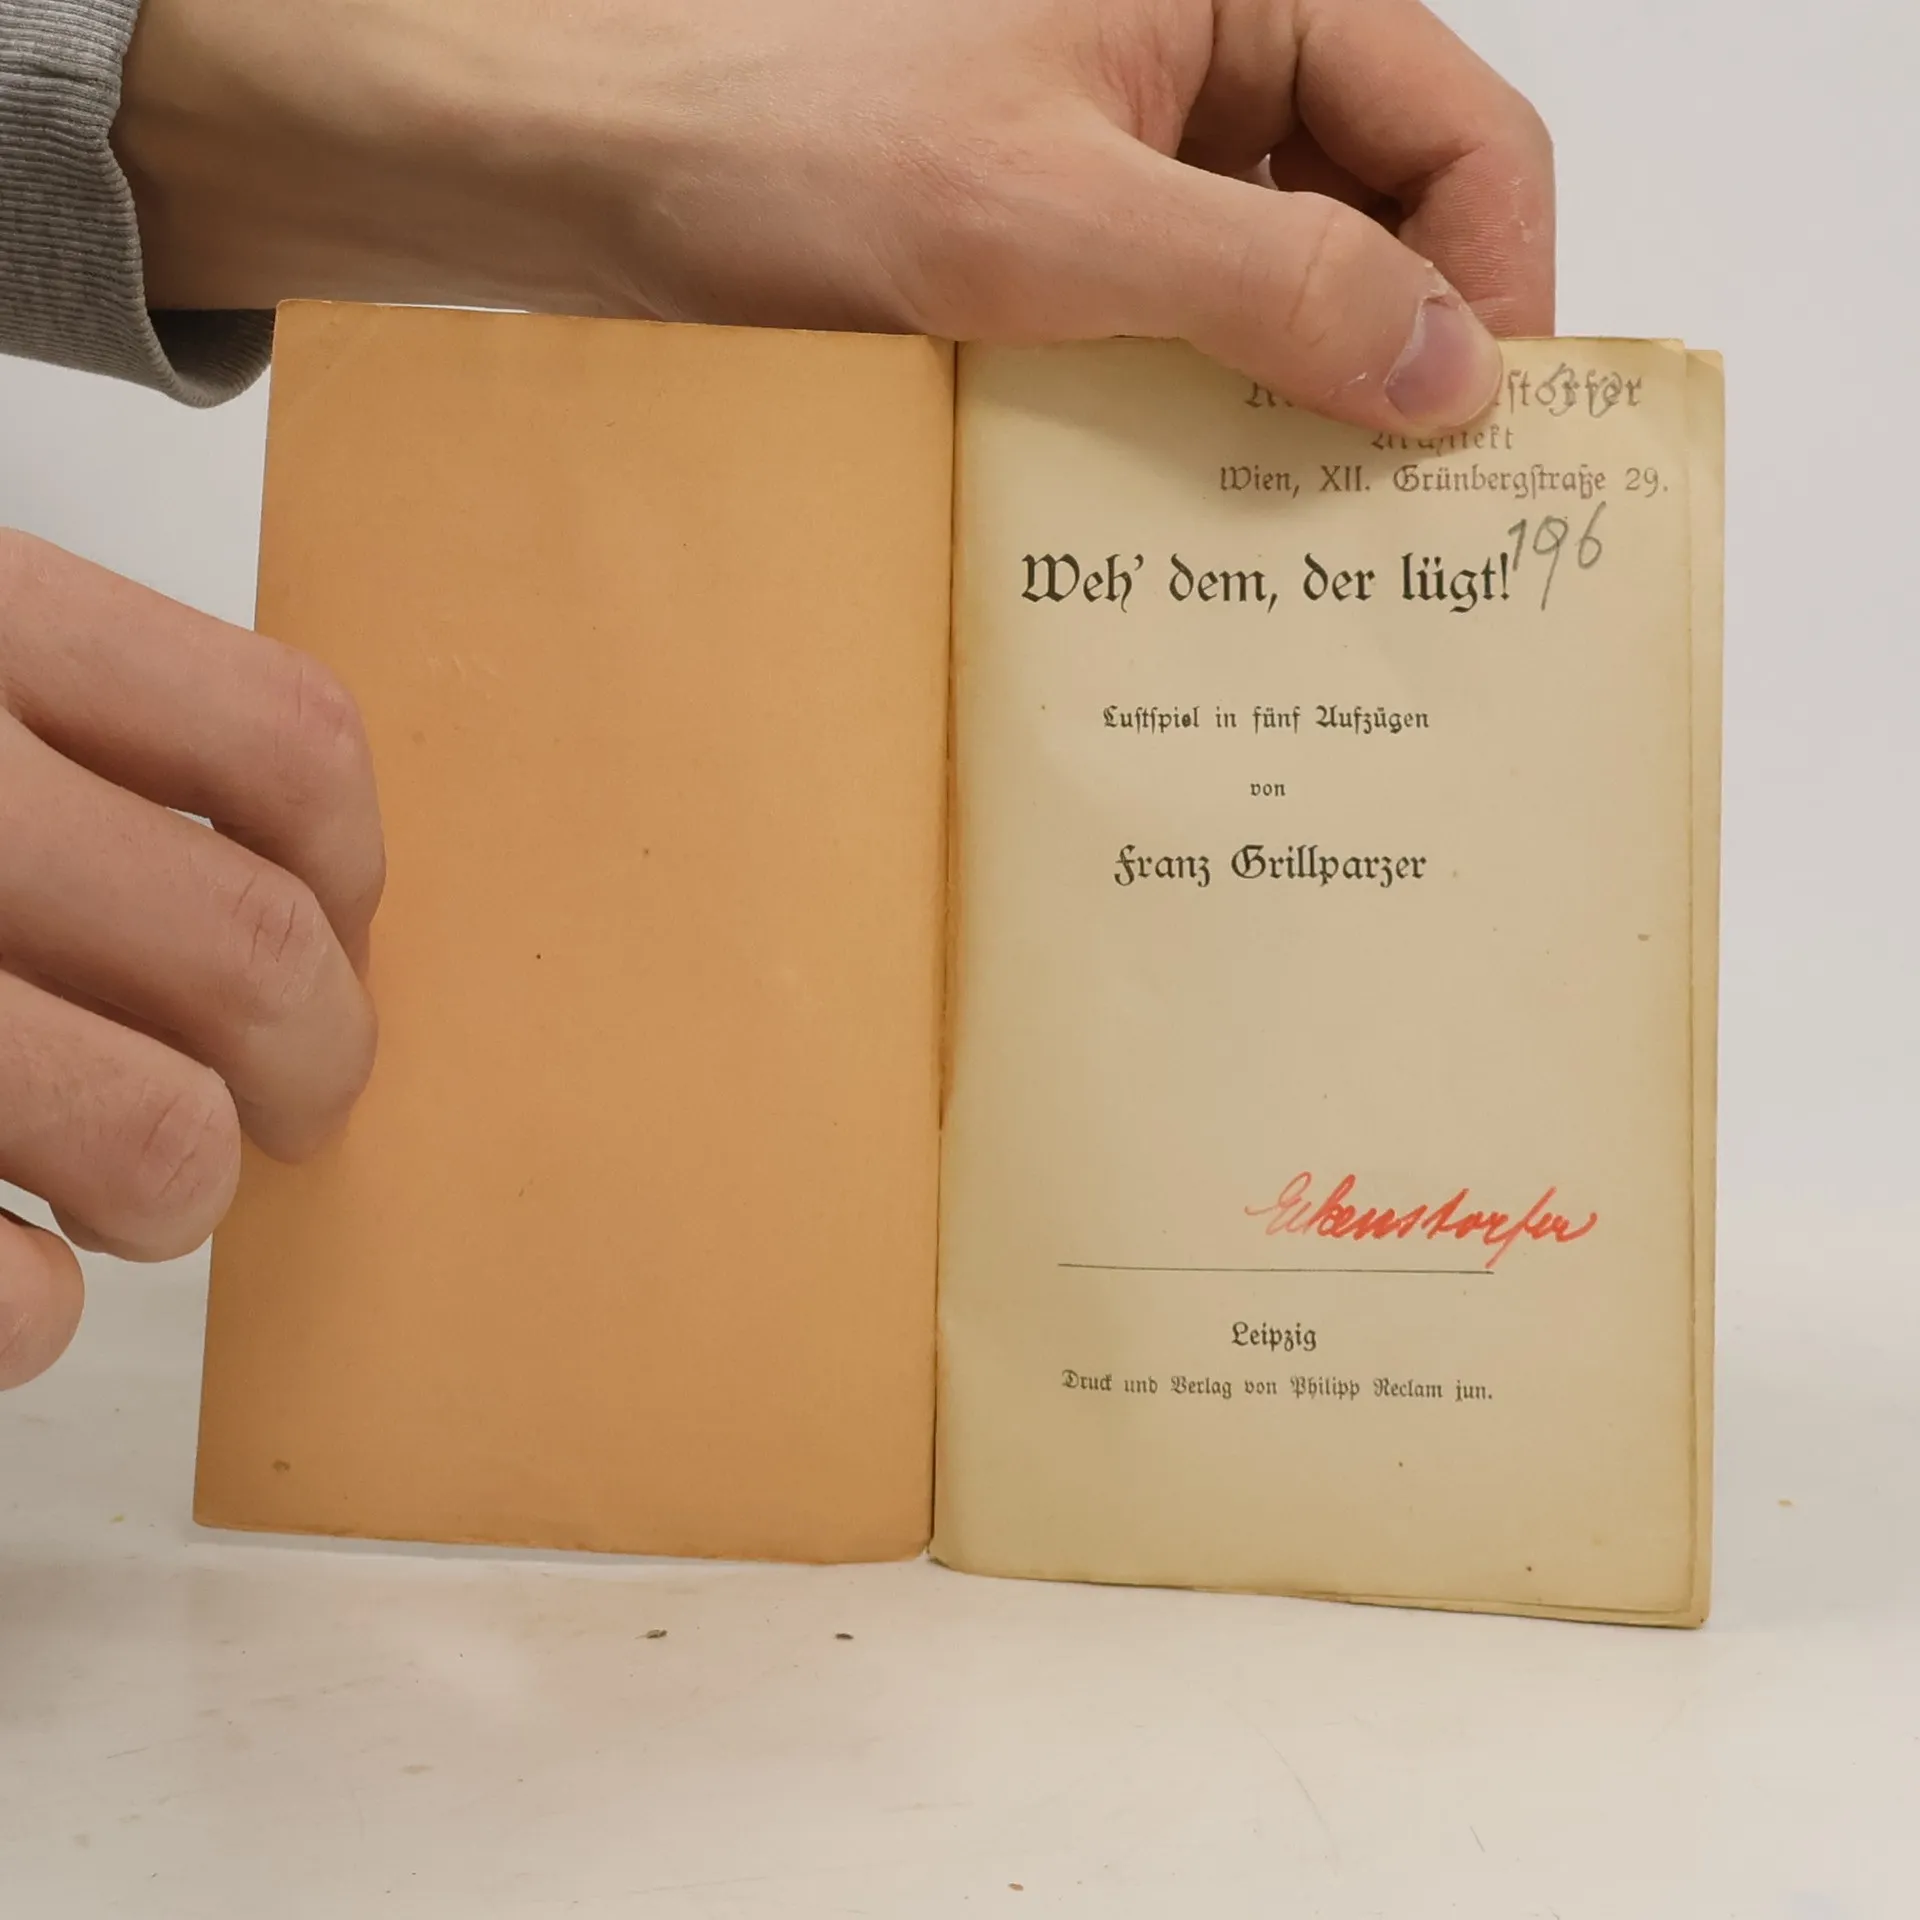 Architekt
Wien, XII. Grünbergstraße 29.
196
Weh' dem, der lügt!
Lustspiel in fünf Aufzügen
von
Franz Grillparzer
Eckenstorfer
Leipzig
Druck und Verlag von Philipp Reclam jun.